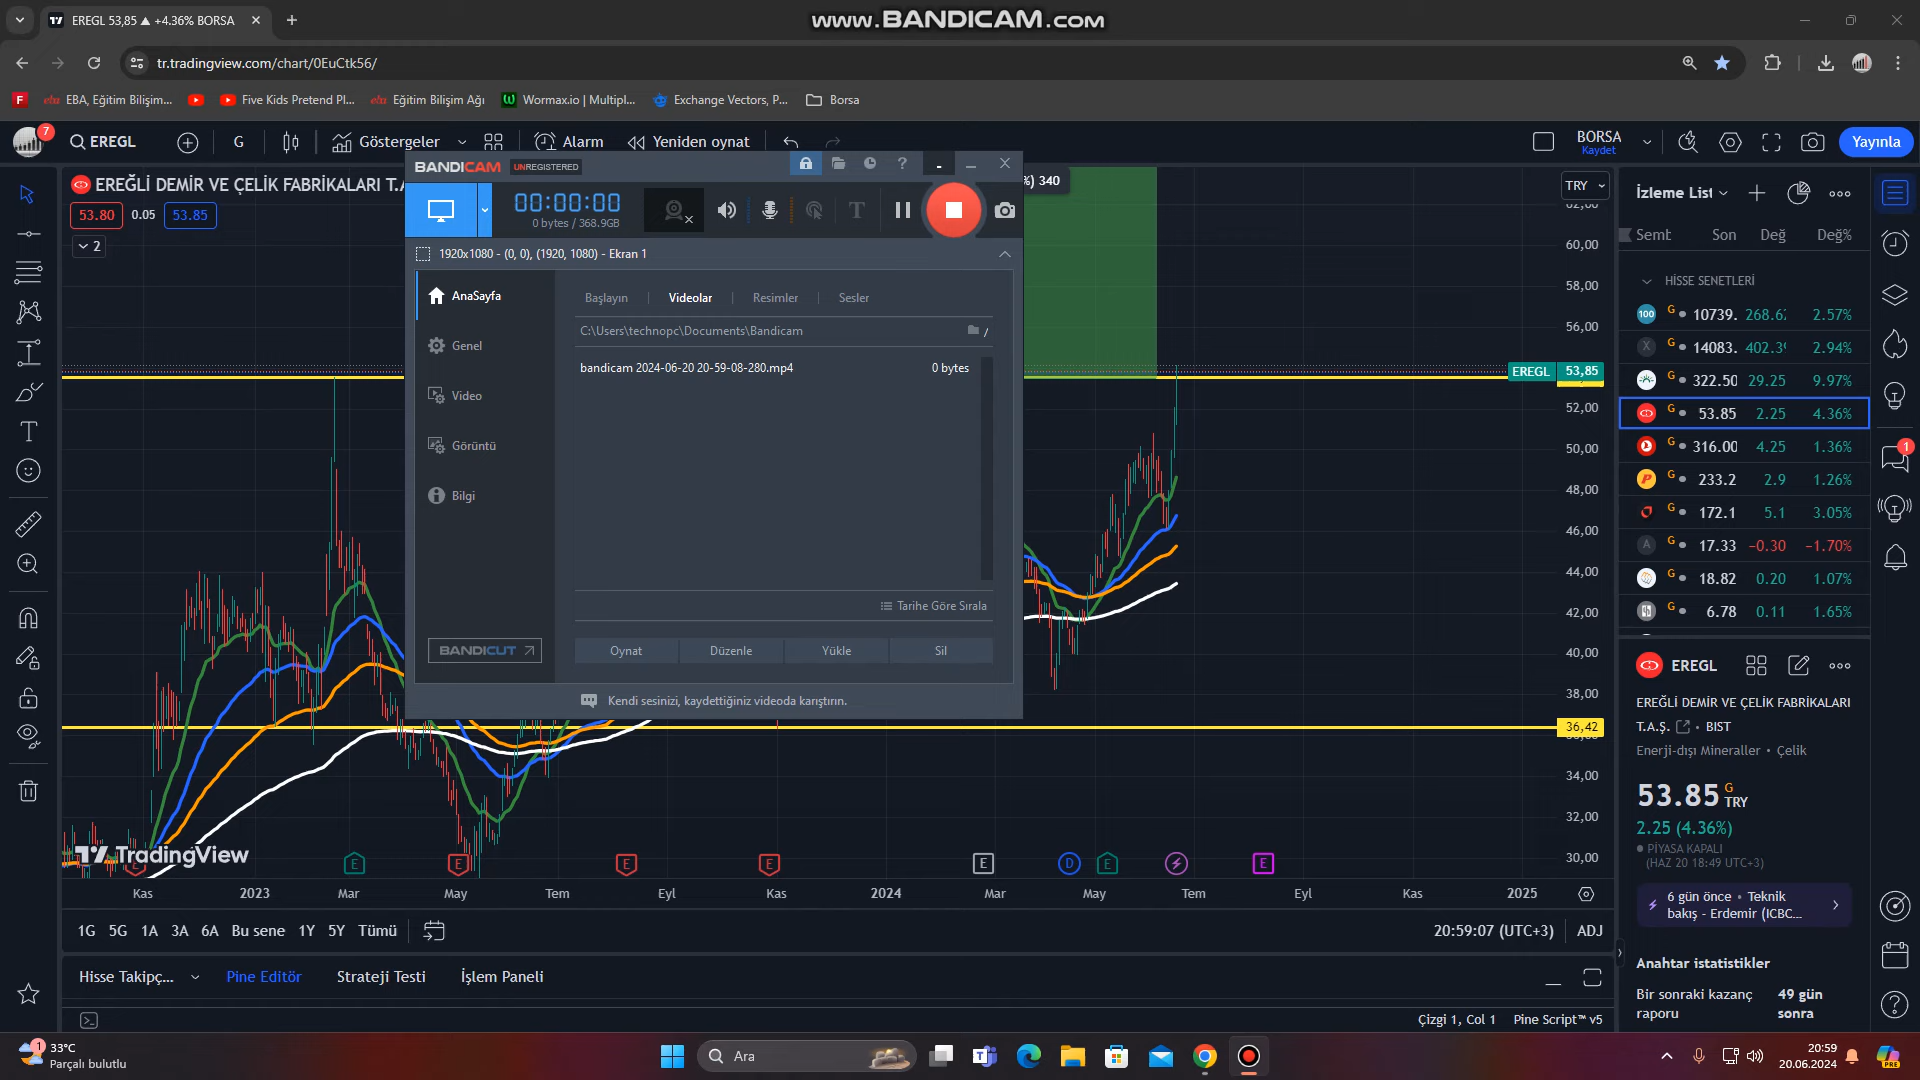 EREGL 53,85 ▲ +4.36% BORSA
www.BANDICAM.com
tr.tradingview.com/chart/0EuCtk56/
EBA, Eğitim Bilişim...
Five Kids Pretend Pl...
Eğitim Bilişim Ağı
Wormax.io | Multipl...
Exchange Vectors, P...
Borsa
7
EREGL
G
Göstergeler
Alarm
Yeniden oynat
BORSA
Kaydet
Yayınla
EREĞLİ DEMİR VE ÇELİK FABRİKALARI T.A
53.80
0.05
53.85
2
BANDICAM
UNREGISTERED
00:00:00
0 bytes / 368.9GB
1920x1080 - (0, 0), (1920, 1080) - Ekran 1
AnaSayfa
Genel
Video
Görüntü
Bilgi
BANDICUT
Başlayın
Videolar
Resimler
Sesler
C:\Users\technopc\Documents\Bandicam
bandicam 2024-06-20 20-59-08-280.mp4
0 bytes
Tarihe Göre Sırala
Oynat
Düzenle
Yükle
Sil
Kendi sesinizi, kaydettiğiniz videoda karıştırın.
%) 340
TRY
60,00
58,00
56,00
EREGL 53,85
52,00
50,00
48,00
46,00
44,00
42,00
40,00
38,00
36,42
34,00
32,00
30,00
TradingView
E
E
E
E
E
E
D
E
E
Kas
2023
Mar
May
Tem
Eyl
Kas
2024
Mar
May
Tem
Eyl
Kas
2025
1G
5G
1A
3A
6A
Bu sene
1Y
5Y
Tümü
20:59:07 (UTC+3)
ADJ
Hisse Takipç...
Pine Editör
Strateji Testi
İşlem Paneli
Çizgi 1, Col 1
Pine Script™ v5
İzleme List
Semt
Son
Değ
Değ%
HİSSE SENETLERİ
100 G 10739. 268.62 2.57%
X G 14083. 402.39 2.94%
G 322.50 29.25 9.97%
G 53.85 2.25 4.36%
G 316.00 4.25 1.36%
G 233.2 2.9 1.26%
G 172.1 5.1 3.05%
A G 17.33 −0.30 −1.70%
G 18.82 0.20 1.07%
G 6.78 0.11 1.65%
EREGL
EREĞLİ DEMİR VE ÇELİK FABRİKALARI
T.A.Ş. • BIST
Enerji-dışı Mineraller • Çelik
53.85 G TRY
2.25 (4.36%)
PİYASA KAPALI
(HAZ 20 18:49 UTC+3)
6 gün önce • Teknik
bakış - Erdemir (ICBC...
Anahtar istatistikler
Bir sonraki kazanç
raporu
49 gün
sonra
1
1
33°C
Parçalı bulutlu
Ara
20:59
20.06.2024
PRE